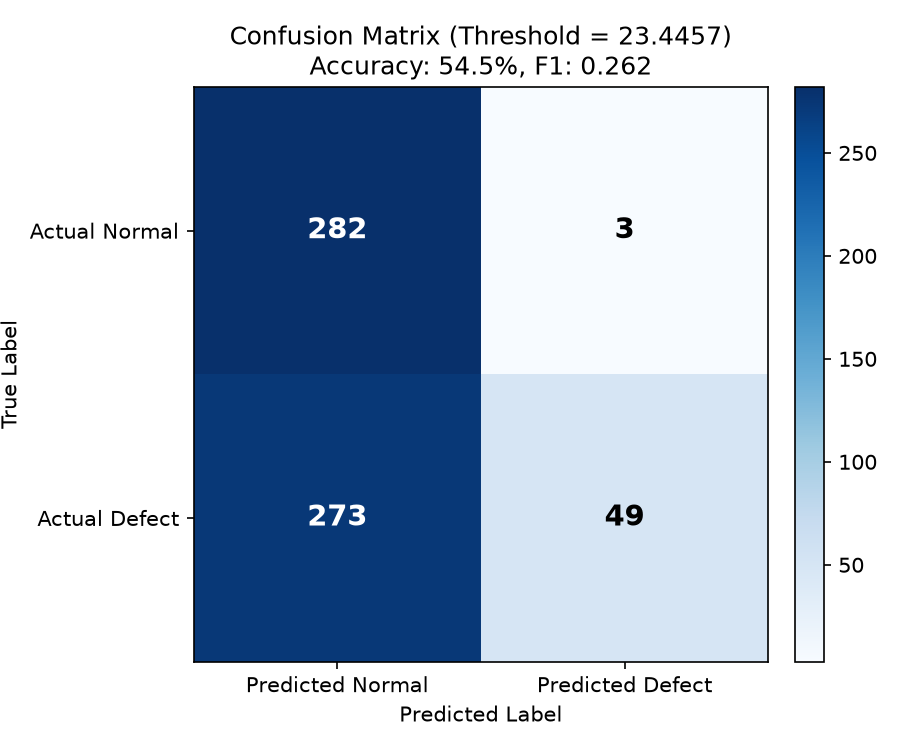 Confusion Matrix (Threshold = 23.4457)
Accuracy: 54.5%, F1: 0.262
True Label
Actual Normal
282
3
Actual Defect
273
49
Predicted Normal
Predicted Defect
Predicted Label
250
200
150
100
50